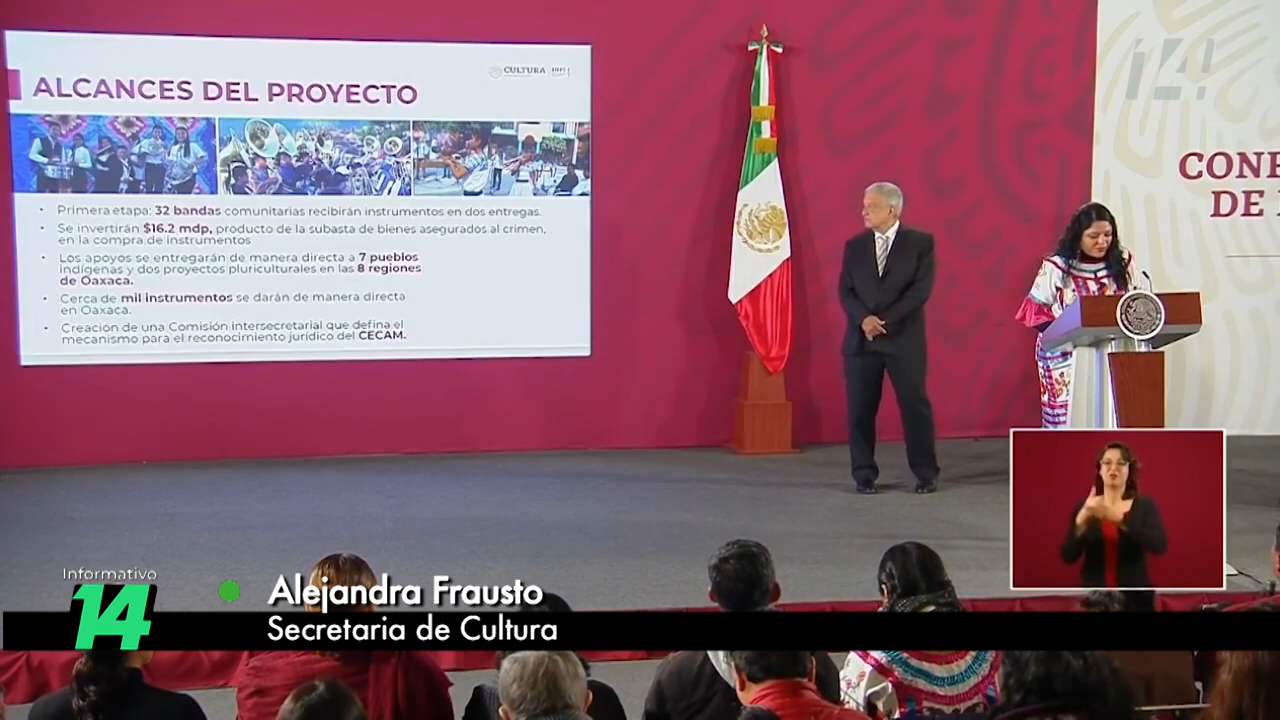 CULTURA
ALCANCES DEL PROYECTO
• Primera etapa: 32 bandas comunitarias recibirán instrumentos en dos entregas.
• Se invertirán $16.2 mdp, producto de la subasta de bienes asegurados al crimen,
en la compra de instrumentos
• Los apoyos se entregarán de manera directa a 7 pueblos
indígenas y dos proyectos pluriculturales en las 8 regiones
de Oaxaca.
• Cerca de mil instrumentos se darán de manera directa
en Oaxaca.
• Creación de una Comisión intersecretarial que defina el
mecanismo para el reconocimiento jurídico del CECAM.
14!
DE
Informativo
14
Alejandra Frausto
Secretaria de Cultura